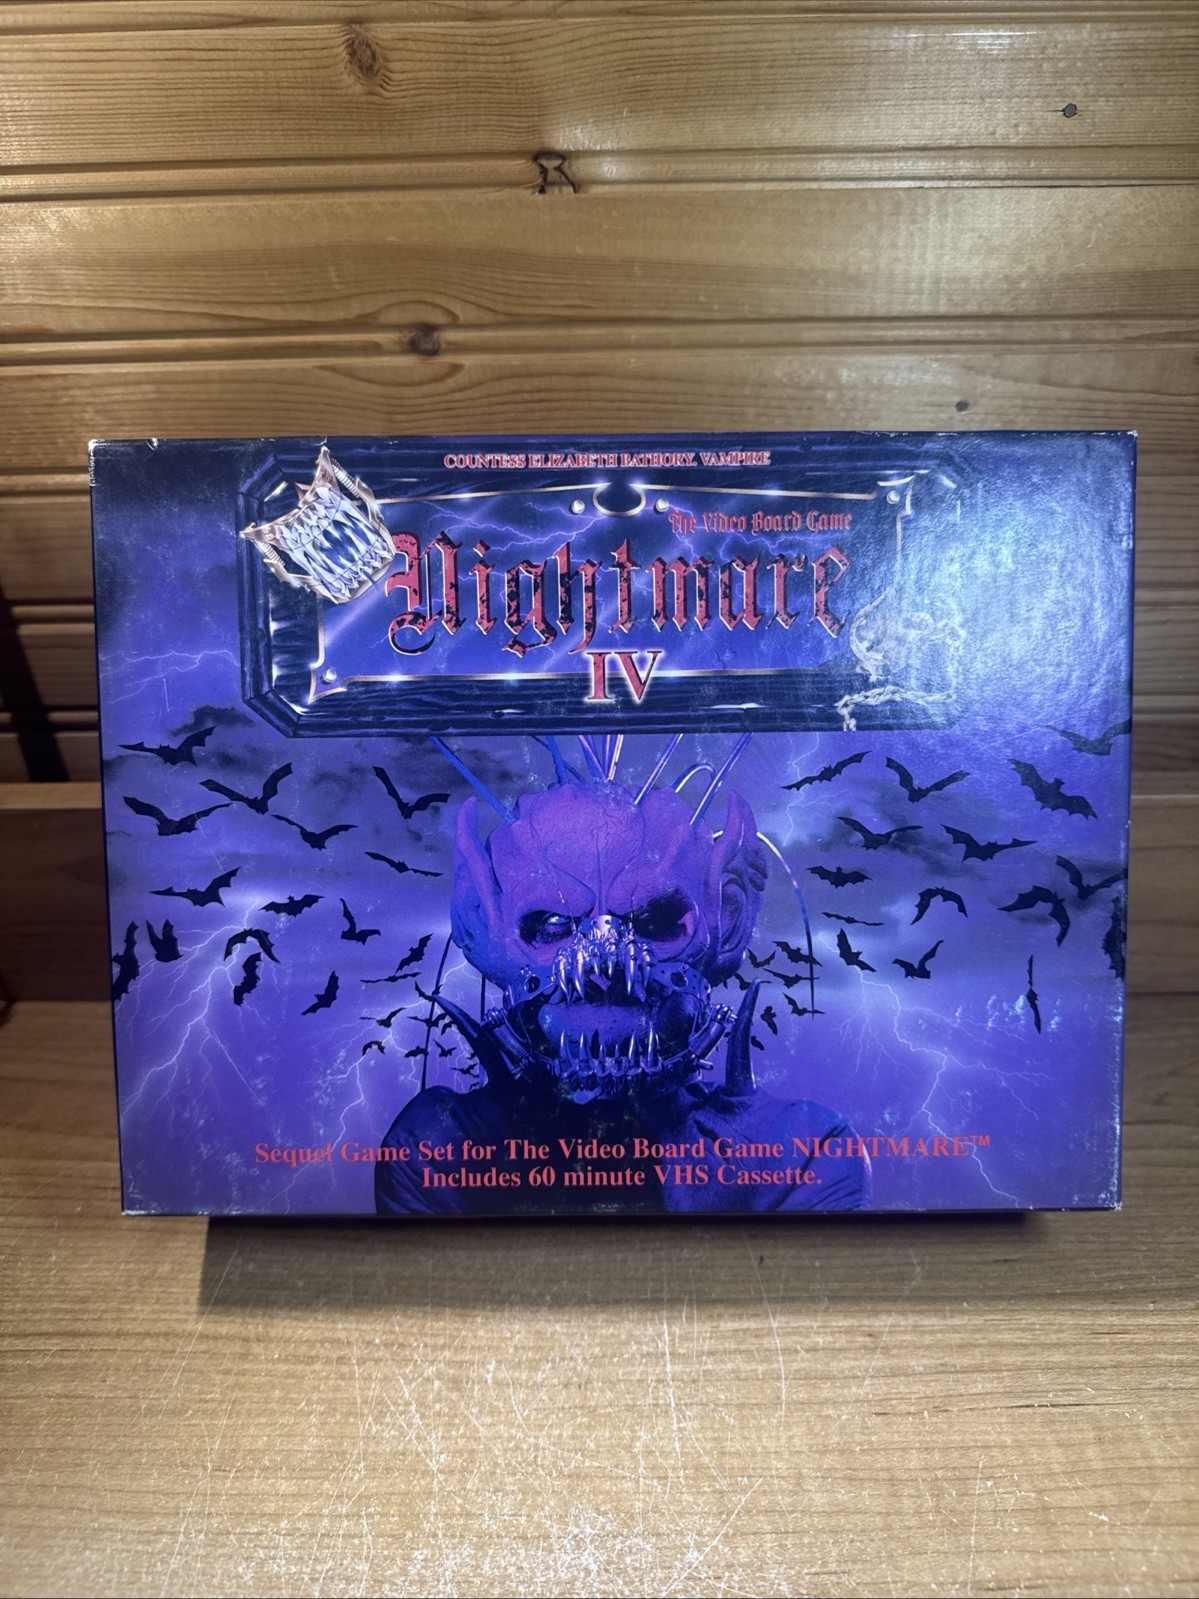 COUNTESS ELIZABETH BATHORY, VAMPIRE
The Video Board Game
Nightmare
IV
Sequel Game Set for The Video Board Game NIGHTMARE™
Includes 60 minute VHS Cassette.